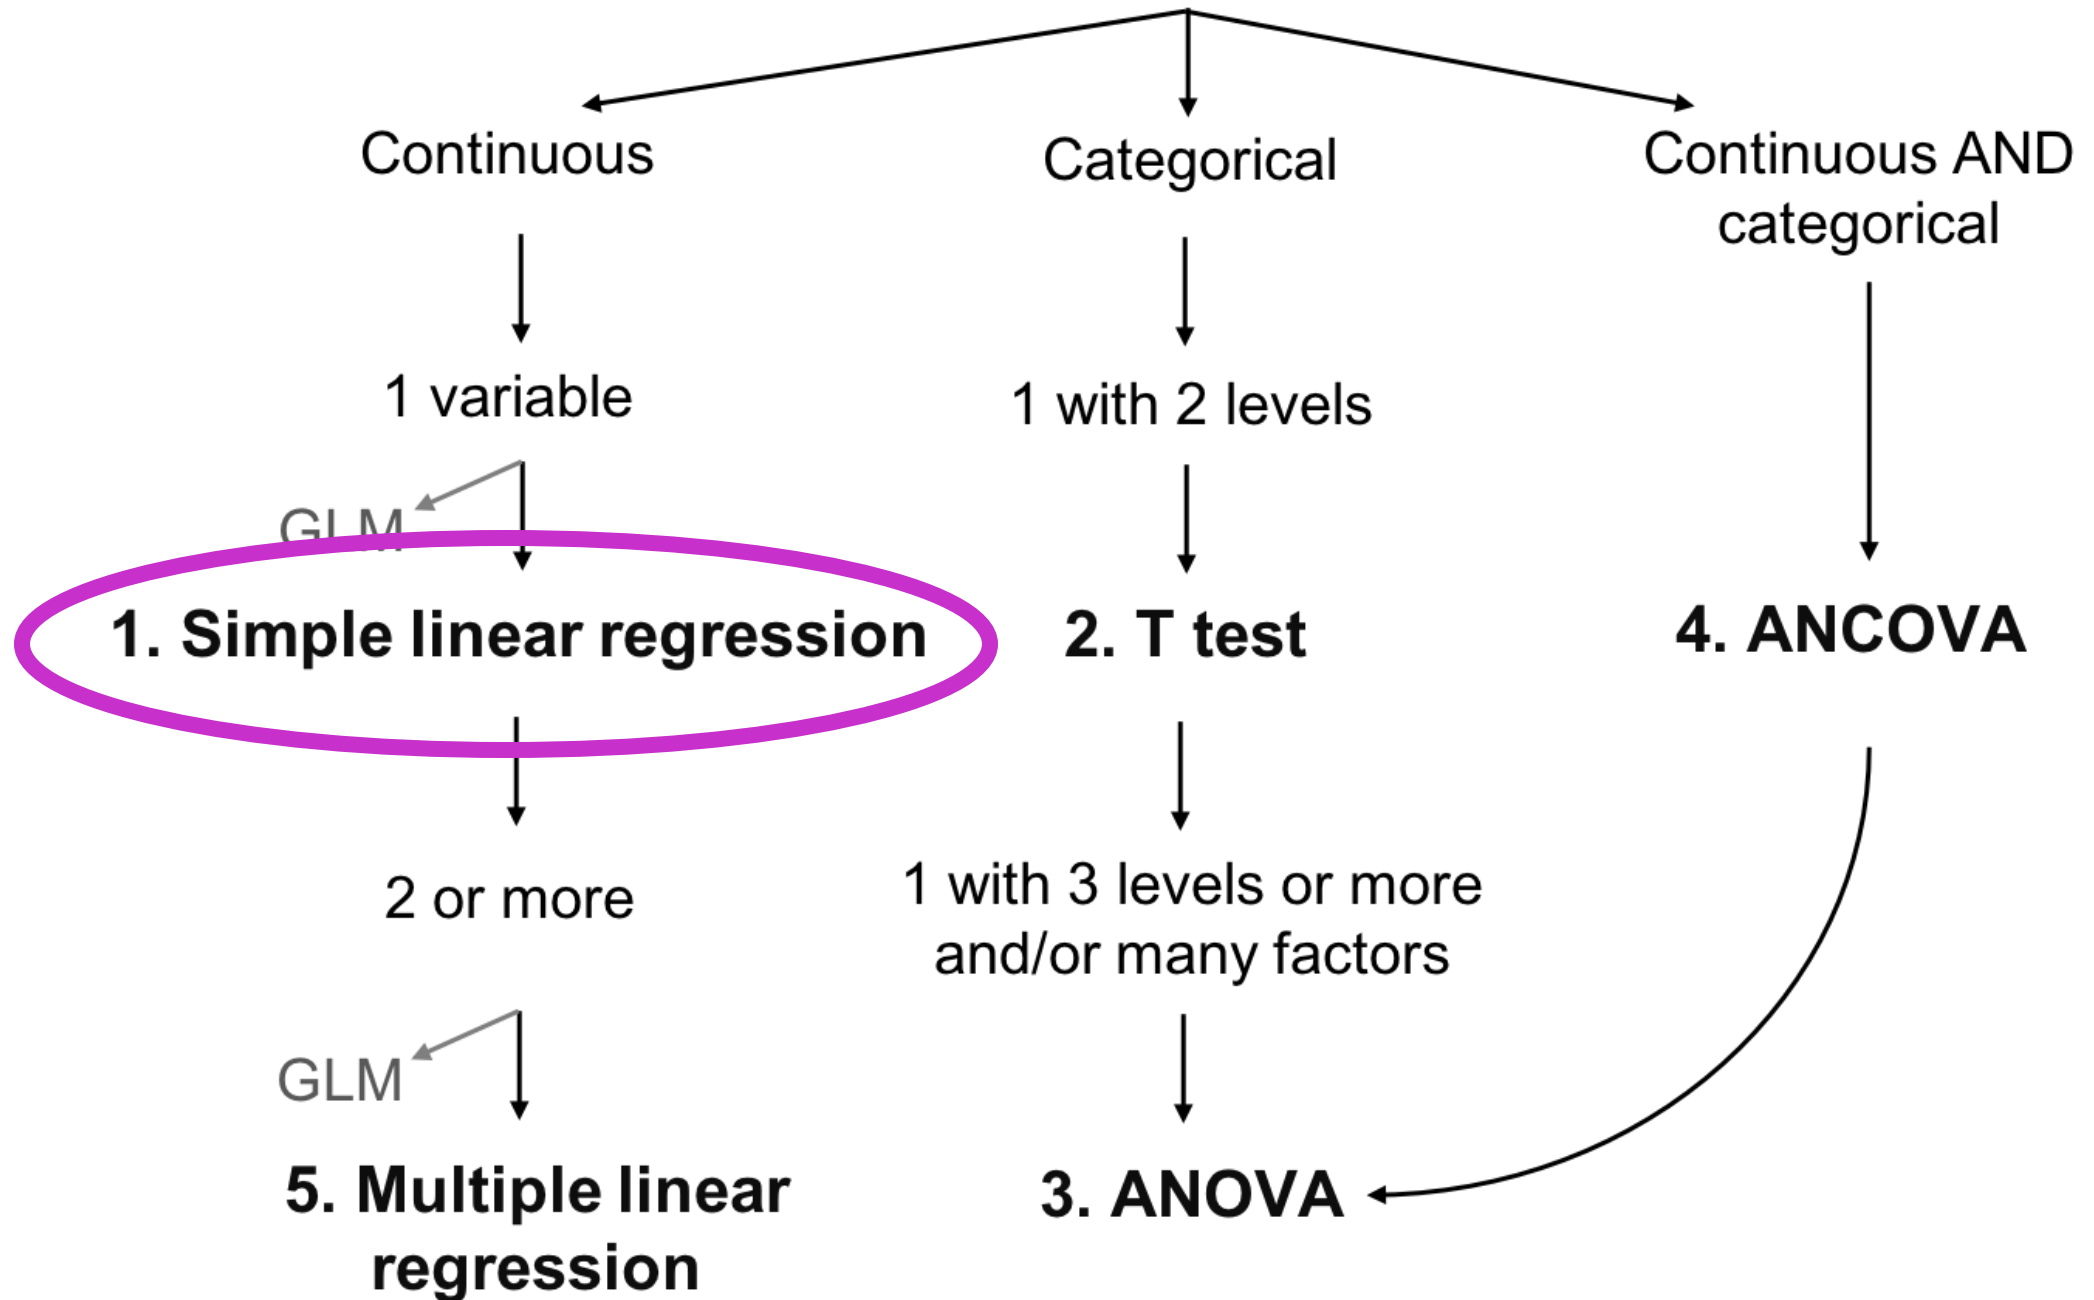 Continuous
Categorical
Continuous AND
categorical
1 variable
1 with 2 levels
GLM
1. Simple linear regression
2. T test
4. ANCOVA
2 or more
1 with 3 levels or more
and/or many factors
GLM
5. Multiple linear
regression
3. ANOVA